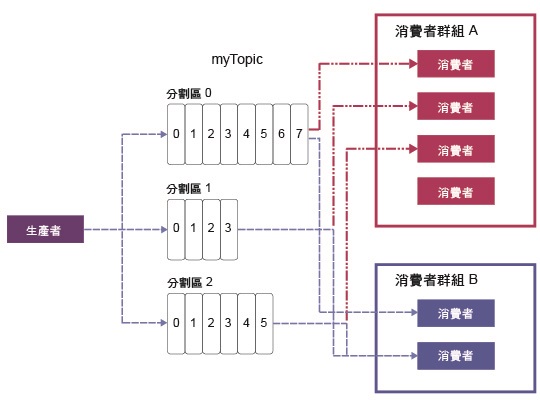 myTopic
分割區 0
0 1 2 3 4 5 6 7
分割區 1
0 1 2 3
分割區 2
0 1 2 3 4 5
生產者
消費者群組 A
消費者
消費者
消費者
消費者
消費者群組 B
消費者
消費者